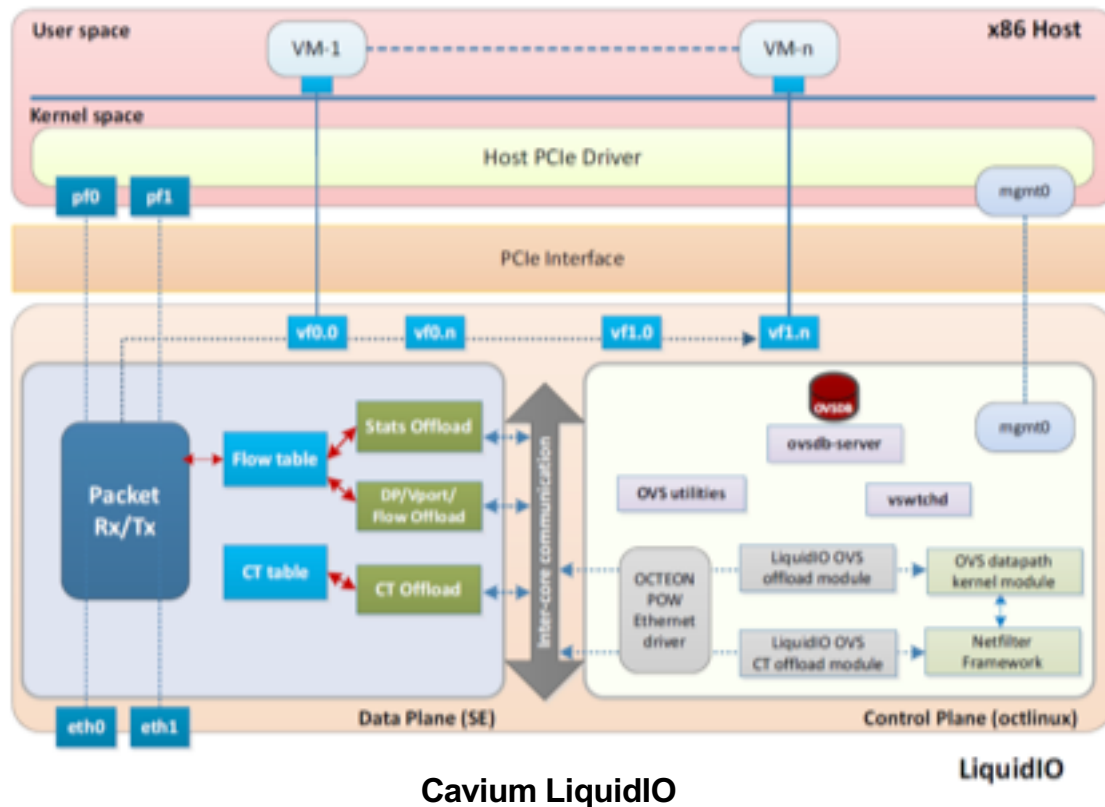 User space
x86 Host
VM-1
VM-n
Kernel space
Host PCIe Driver
pf0
pf1
mgmt0
PCIe Interface
vf0.0
vf0.n
vf1.0
vf1.n
Packet
Rx/Tx
Flow table
CT table
Stats Offload
DP/Vport/
Flow Offload
CT Offload
Inter-core communication
OVSDB
ovsdb-server
mgmt0
OVS utilities
vswtchd
OCTEON
POW
Ethernet
driver
LiquidIO OVS
offload module
OVS datapath
kernel module
LiquidIO OVS
CT offload module
Netfilter
Framework
eth0
eth1
Data Plane (SE)
Control Plane (octlinux)
LiquidIO
Cavium LiquidIO